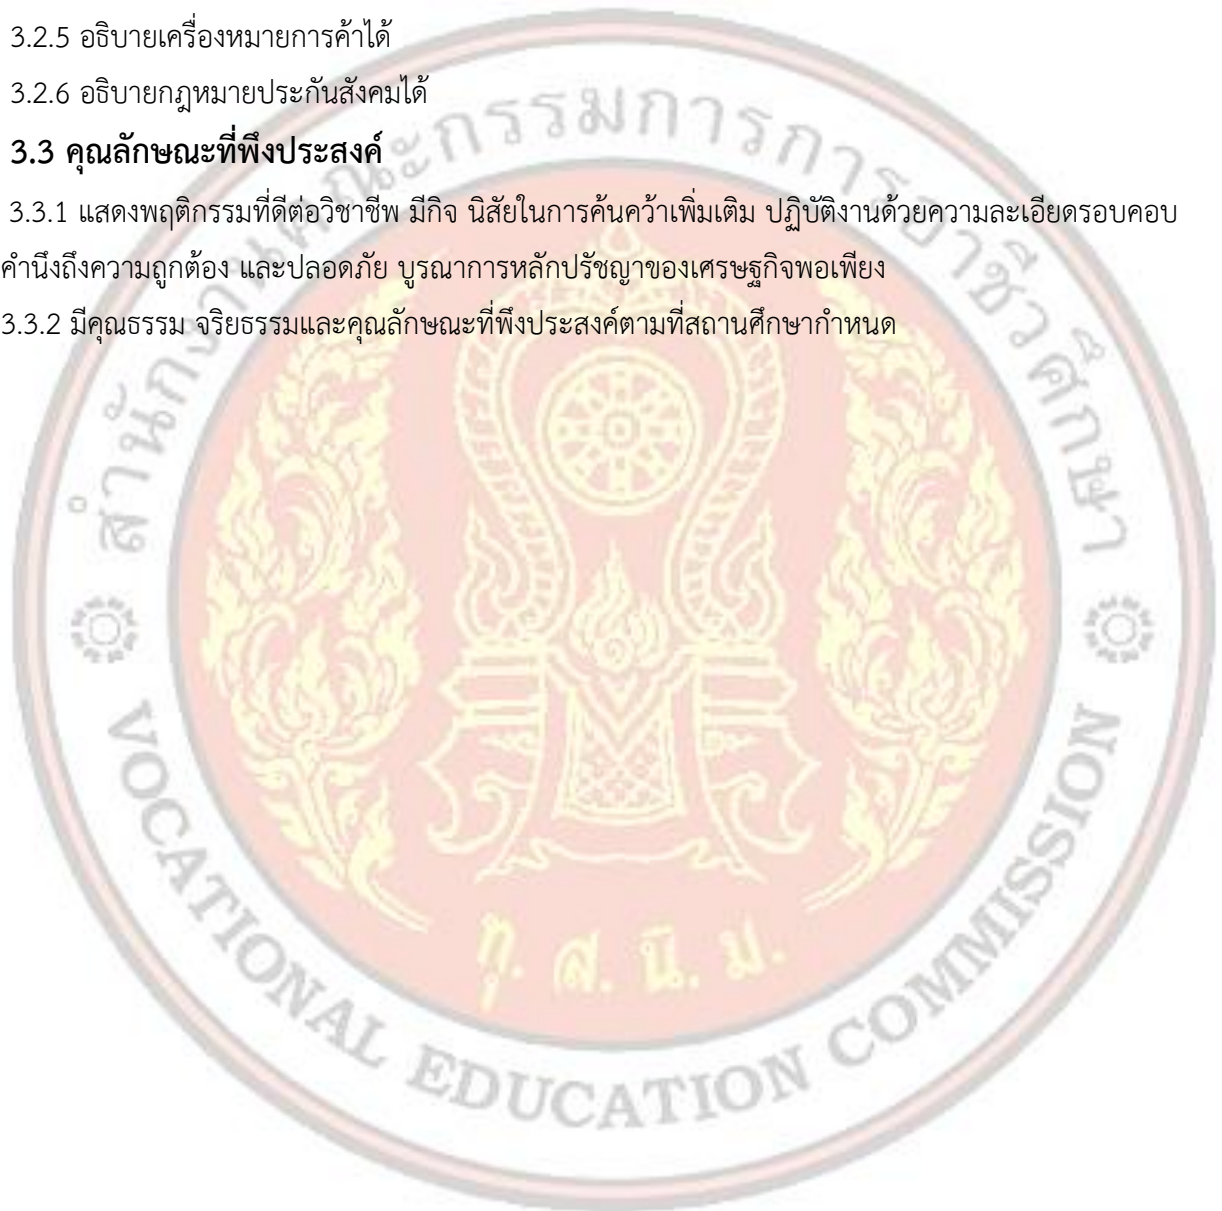 3.2.5 อธิบายเครื่องหมายการค้าได้
3.2.6 อธิบายกฎหมายประกันสังคมได้
3.3 คุณลักษณะที่พึงประสงค์
3.3.1 แสดงพฤติกรรมที่ดีต่อวิชาชีพ มีกิจ นิสัยในการค้นคว้าเพิ่มเติม ปฏิบัติงานด้วยความละเอียดรอบคอบ
คำนึงถึงความถูกต้อง และปลอดภัย บูรณาการหลักปรัชญาของเศรษฐกิจพอเพียง
3.3.2 มีคุณธรรม จริยธรรมและคุณลักษณะที่พึงประสงค์ตามที่สถานศึกษากำหนด
สำนักงานคณะกรรมการการอาชีวศึกษา
ทุ. ส. นิ. ม.
VOCATIONAL EDUCATION COMMISSION